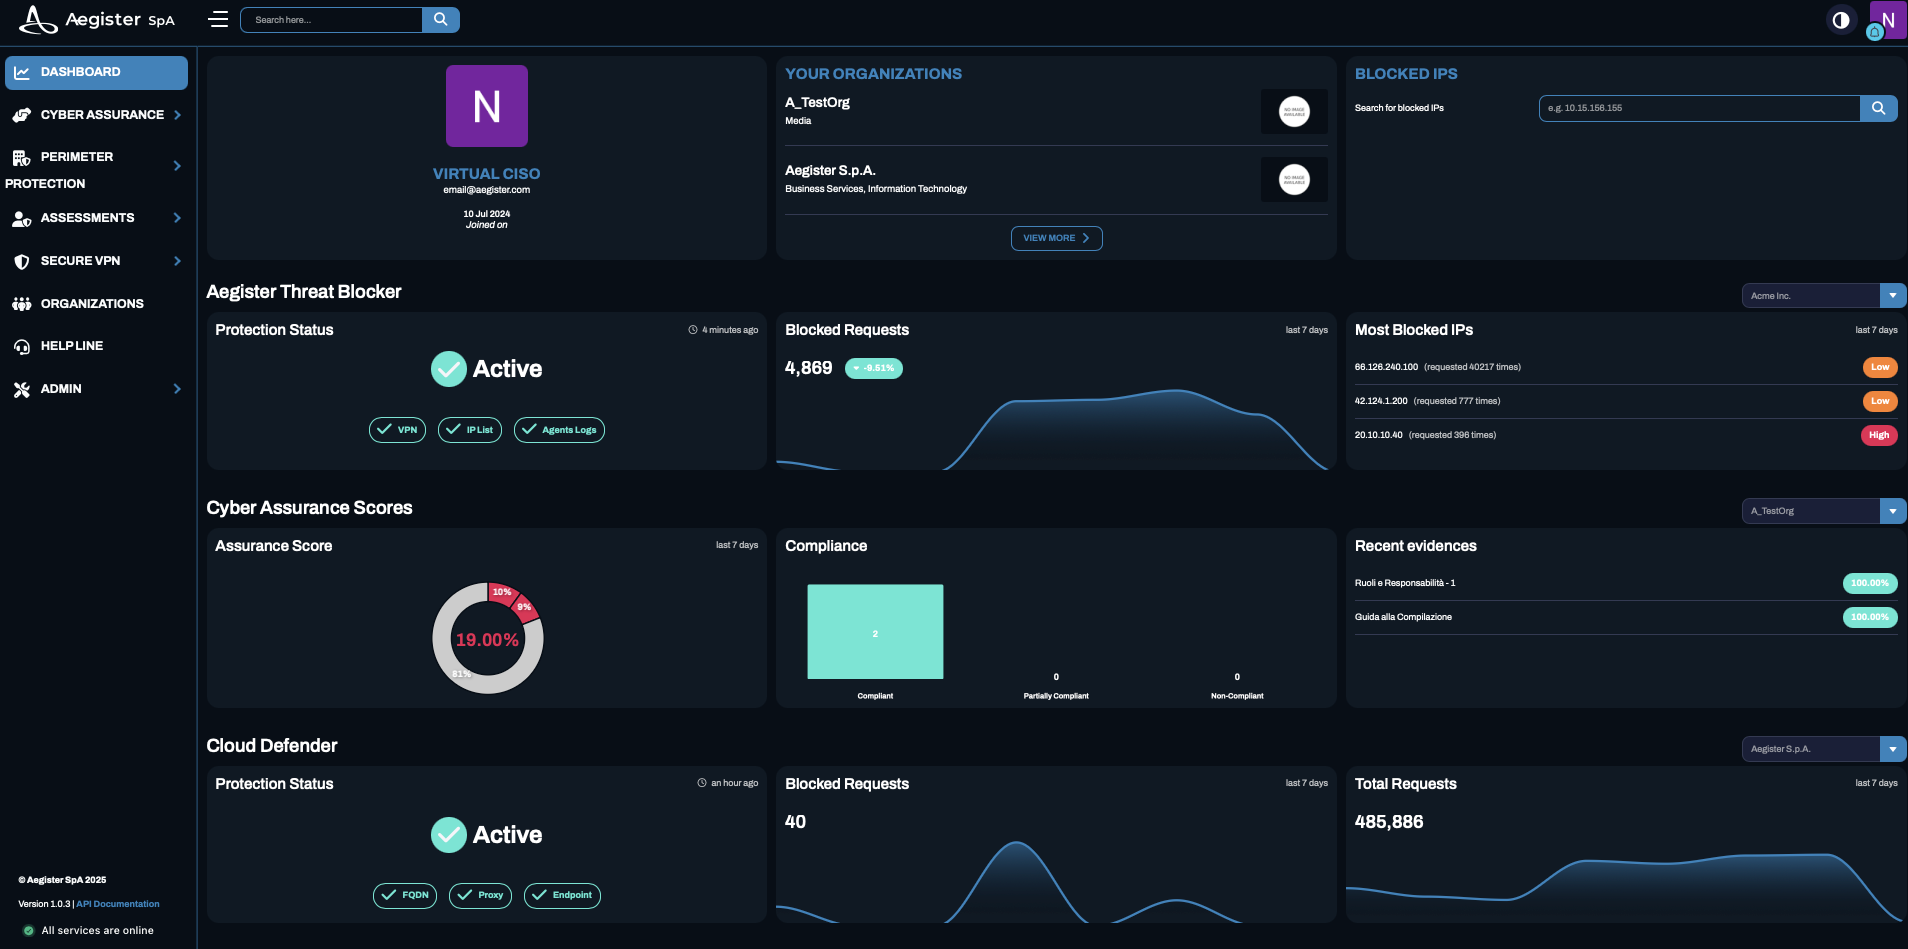 Aegister SpA
Search here...
N
DASHBOARD
CYBER ASSURANCE
PERIMETER
PROTECTION
ASSESSMENTS
SECURE VPN
ORGANIZATIONS
HELP LINE
ADMIN
© Aegister SpA 2025
Version 1.0.3 | API Documentation
All services are online
N
VIRTUAL CISO
email@aegister.com
10 Jul 2024
Joined on
YOUR ORGANIZATIONS
A_TestOrg
Media
NO IMAGE
AVAILABLE
Aegister S.p.A.
Business Services, Information Technology
NO IMAGE
AVAILABLE
VIEW MORE
BLOCKED IPS
Search for blocked IPs
e.g. 10.15.156.155
Aegister Threat Blocker
Acme Inc.
Protection Status
4 minutes ago
Active
VPN
IP List
Agents Logs
Blocked Requests
last 7 days
4,869
-9.51%
Most Blocked IPs
last 7 days
66.126.240.100 (requested 40217 times)
Low
42.124.1.200 (requested 777 times)
Low
20.10.10.40 (requested 396 times)
High
Cyber Assurance Scores
A_TestOrg
Assurance Score
last 7 days
10%
9%
19.00%
81%
Compliance
2
0
0
Compliant
Partially Compliant
Non-Compliant
Recent evidences
Ruoli e Responsabilità - 1
100.00%
Guida alla Compilazione
100.00%
Cloud Defender
Aegister S.p.A.
Protection Status
an hour ago
Active
FQDN
Proxy
Endpoint
Blocked Requests
last 7 days
40
Total Requests
last 7 days
485,886